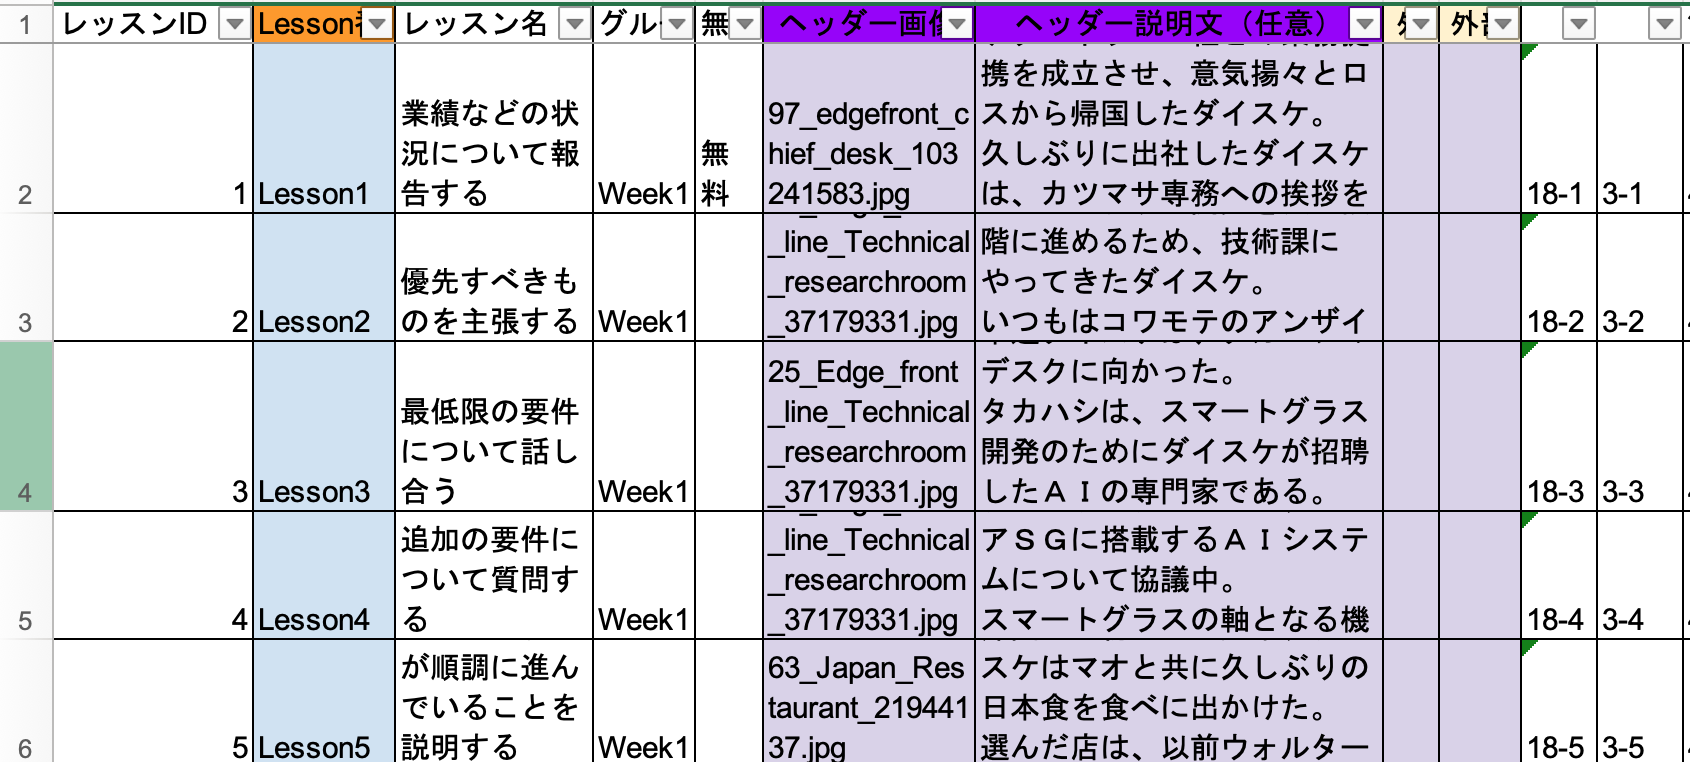 1 レッスンID Lesson レッスン名 グル 無 ヘッダー画像 ヘッダー説明文（任意） 外
携を成立させ、意気揚々とロ
業績などの状 97_edgefront_c スから帰国したダイスケ。
況について報 無 hief_desk_103 久しぶりに出社したダイスケ
2 1 Lesson1 告する Week1 料 241583.jpg は、カツマサ専務への挨拶を 18-1 3-1
_line_Technical 階に進めるため、技術課に
優先すべきも _researchroom やってきたダイスケ。
3 2 Lesson2 のを主張する Week1 _37179331.jpg いつもはコワモテのアンザイ 18-2 3-2
25_Edge_front デスクに向かった。
最低限の要件 _line_Technical タカハシは、スマートグラス
について話し _researchroom 開発のためにダイスケが招聘
4 3 Lesson3 合う Week1 _37179331.jpg したＡＩの専門家である。 18-3 3-3
追加の要件に _line_Technical アＳＧに搭載するＡＩシステ
ついて質問す _researchroom ムについて協議中。
5 4 Lesson4 る Week1 _37179331.jpg スマートグラスの軸となる機 18-4 3-4
が順調に進ん 63_Japan_Res スケはマオと共に久しぶりの
でいることを taurant_219441 日本食を食べに出かけた。
6 5 Lesson5 説明する Week1 37.jpg 選んだ店は、以前ウォルター 18-5 3-5